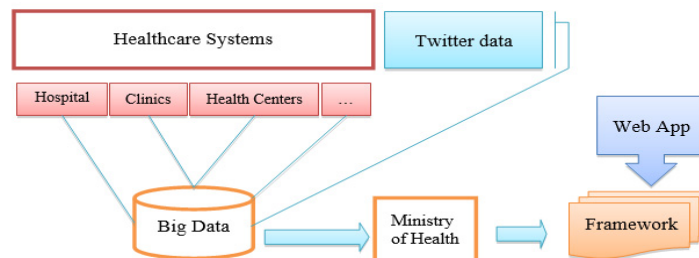 Healthcare Systems
Twitter data
Hospital
Clinics
Health Centers
...
Web App
Big Data
Ministry
of Health
Framework